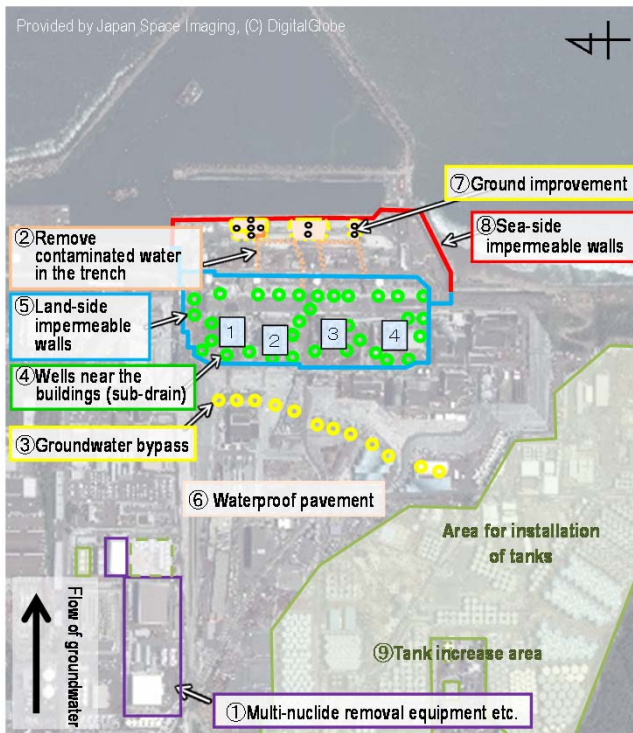 Provided by Japan Space Imaging, (C) DigitalGlobe
⑦Ground improvement
②Remove
contaminated water
in the trench
⑧Sea-side
impermeable walls
⑤Land-side
impermeable
walls
1
2
3
4
④Wells near the
buildings (sub-drain)
③Groundwater bypass
⑥ Waterproof pavement
Area for installation
of tanks
Flow of groundwater
⑨Tank increase area
①Multi-nuclide removal equipment etc.